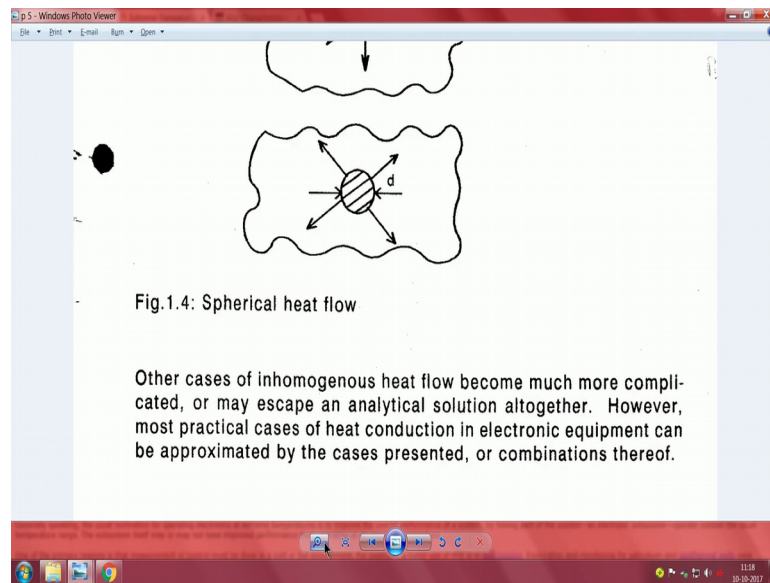 p 5 - Windows Photo Viewer
File Print E-mail Burn Open
d
Fig.1.4: Spherical heat flow
Other cases of inhomogenous heat flow become much more compli-
cated, or may escape an analytical solution altogether. However,
most practical cases of heat conduction in electronic equipment can
be approximated by the cases presented, or combinations thereof.
11:18
10-10-2017